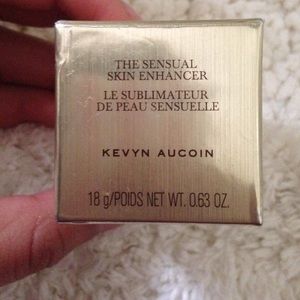 THE SENSUAL
SKIN ENHANCER
LE SUBLIMATEUR
DE PEAU SENSUELLE
KEVYN AUCOIN
18 g/POIDS NET WT. 0.63 OZ.